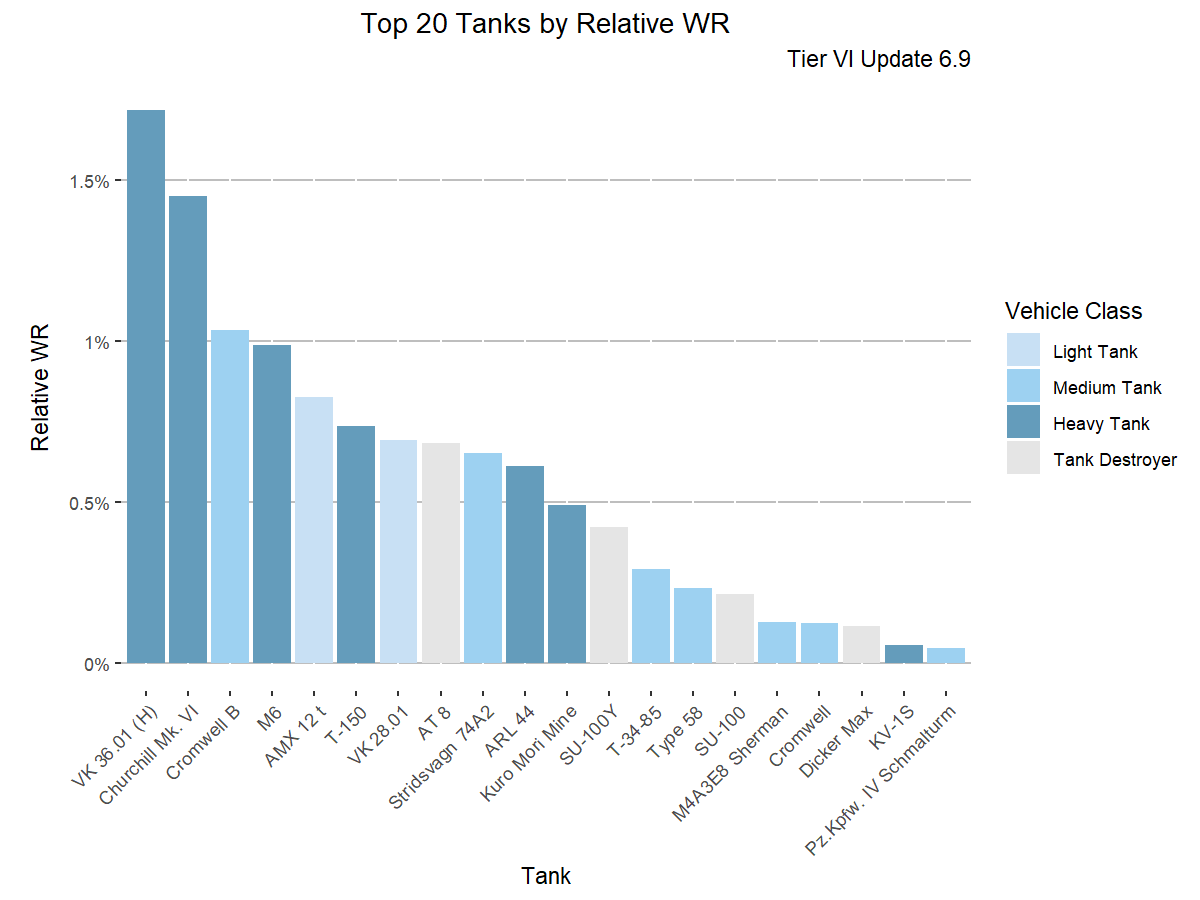 Top 20 Tanks by Relative WR
Tier VI Update 6.9
Relative WR
1.5%
1%
0.5%
0%
VK 36.01 (H)
Churchill Mk. VI
Cromwell B
M6
AMX 12 t
T-150
VK 28.01
AT 8
Stridsvagn 74A2
ARL 44
Kuro Mori Mine
SU-100Y
T-34-85
Type 58
SU-100
M4A3E8 Sherman
Cromwell
Dicker Max
KV-1S
Pz.Kpfw. IV Schmalturm
Tank
Vehicle Class
Light Tank
Medium Tank
Heavy Tank
Tank Destroyer